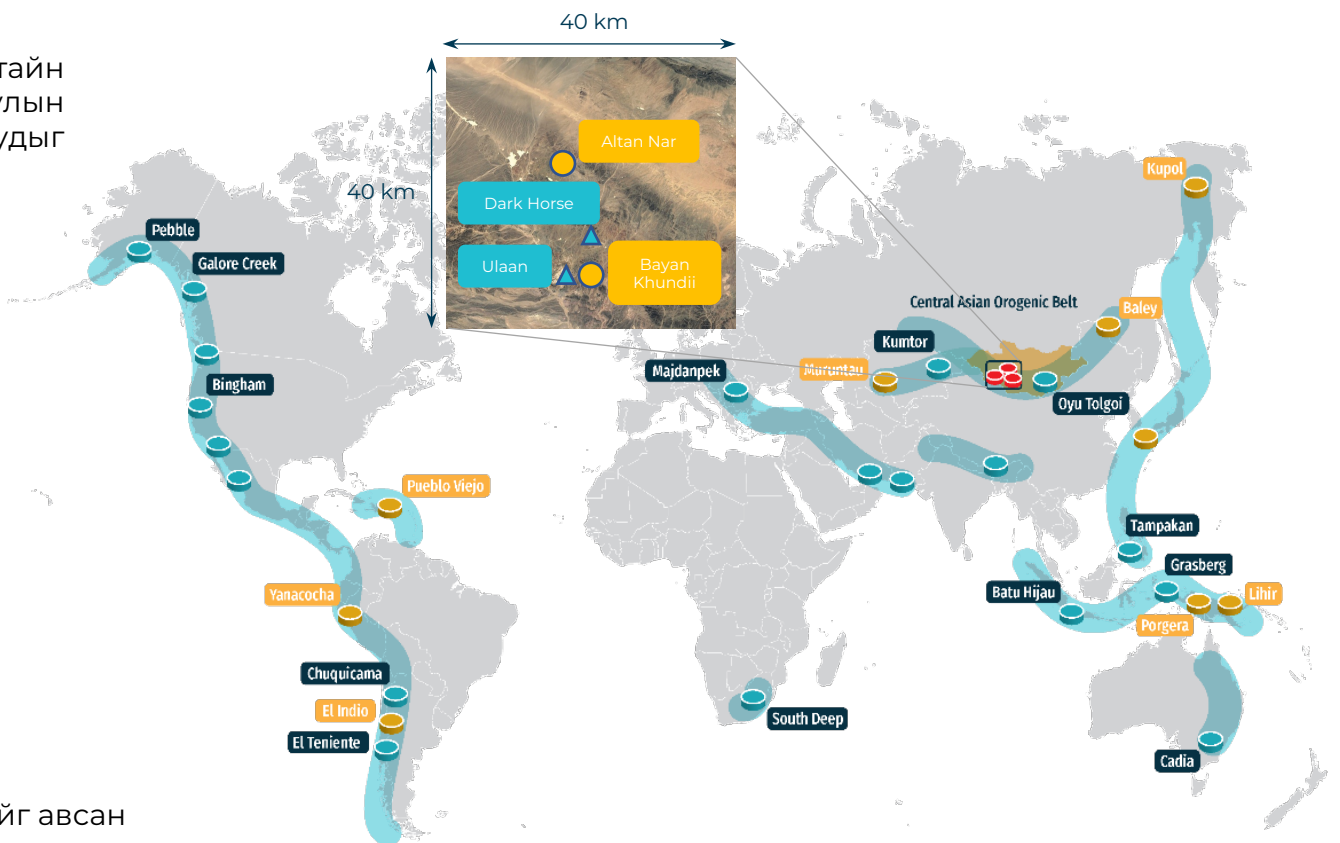 40 km
тайн
улын
удыг
Altan Nar
40 km
Dark Horse
Ulaan
Bayan
Khundii
Kupol
Pebble
Galore Creek
Central Asian Orogenic Belt
Baley
Kumtor
Muruntau
Majdanpek
Bingham
Oyu Tolgoi
Pueblo Viejo
Tampakan
Grasberg
Batu Hijau
Lihir
Yanacocha
Porgera
Chuquicama
El Indio
South Deep
El Teniente
Cadia
йг авсан